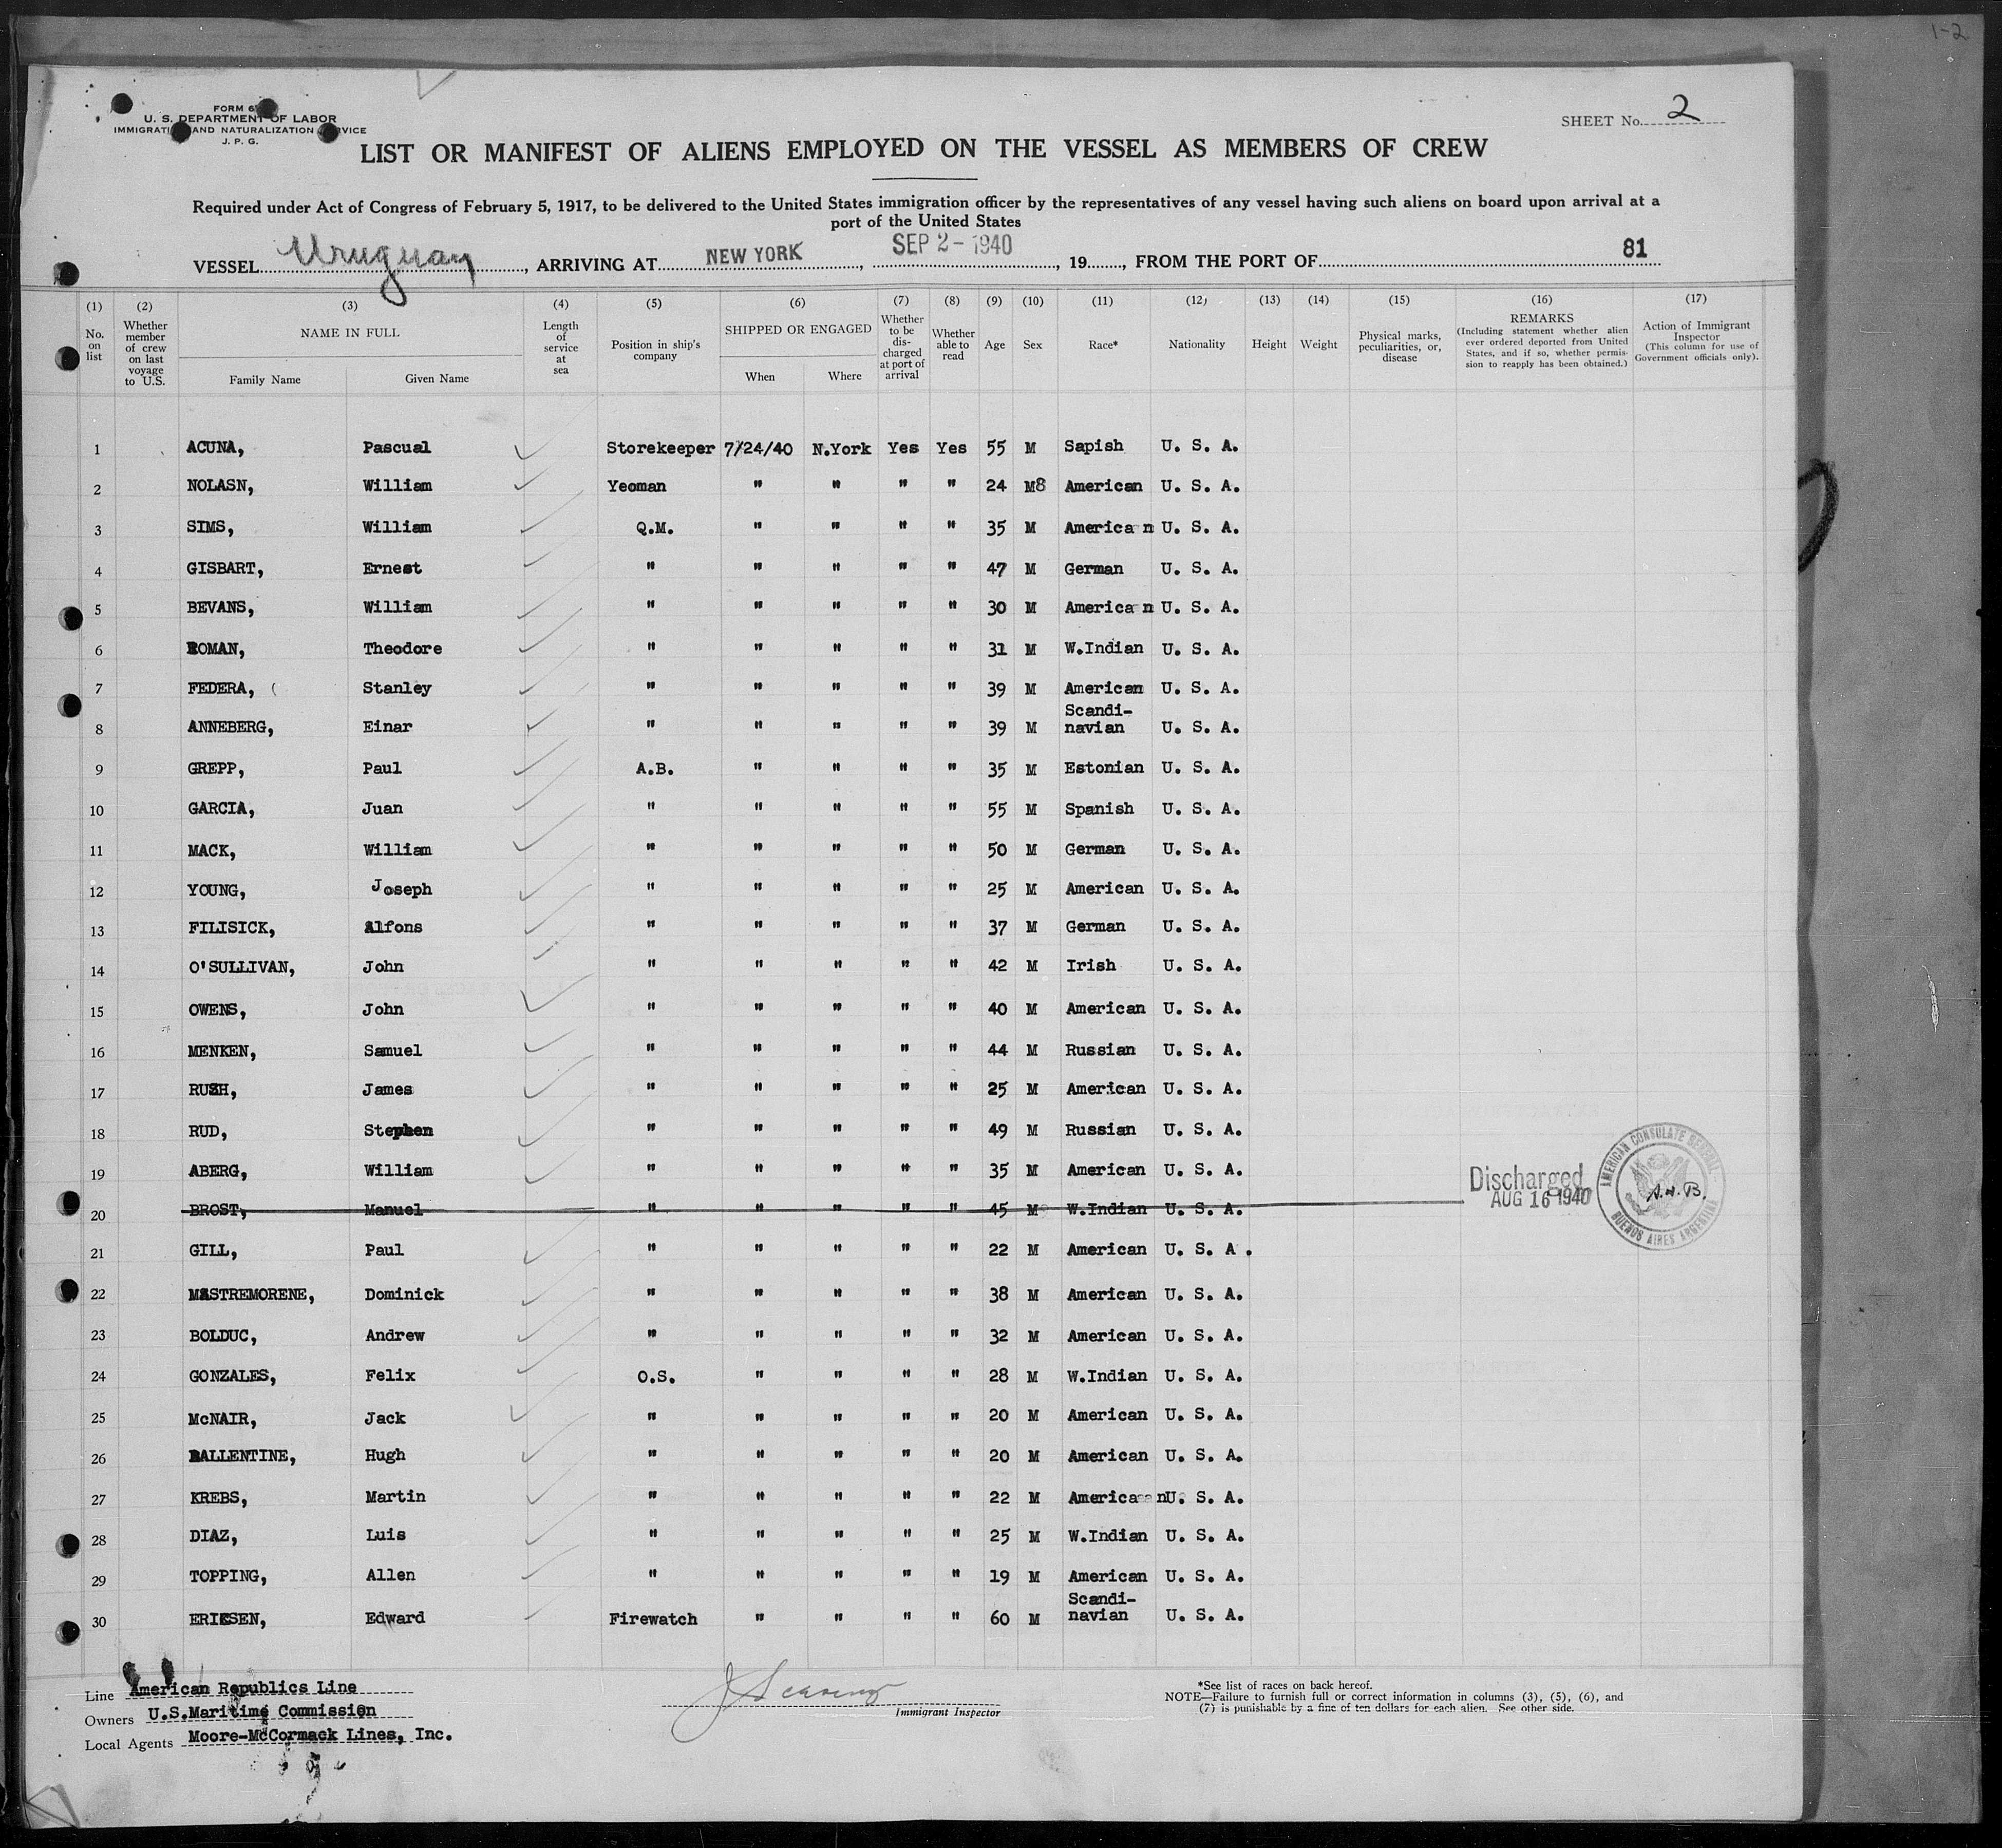 1-2
FORM 6
U. S. DEPARTMENT OF LABOR
IMMIGRATI AND NATURALIZATION RVICE
J. P. G.
SHEET No. 2
LIST OR MANIFEST OF ALIENS EMPLOYED ON THE VESSEL AS MEMBERS OF CREW
Required under Act of Congress of February 5, 1917, to be delivered to the United States immigration officer by the representatives of any vessel having such aliens on board upon arrival at a
port of the United States
VESSEL Uruguay, ARRIVING AT NEW YORK, SEP 2 - 1940, 19......, FROM THE PORT OF 81
(1) (2) (3) (4) (5) (6) (7) (8) (9) (10) (11) (12) (13) (14) (15) (16) (17)
No. on list
Whether member of crew on last voyage to U.S.
NAME IN FULL
Family Name Given Name
Length of service at sea
Position in ship's company
SHIPPED OR ENGAGED
When Where
Whether to be discharged at port of arrival
Whether able to read
Age
Sex
Race*
Nationality
Height
Weight
Physical marks, peculiarities, or, disease
REMARKS
(Including statement whether alien ever ordered deported from United States, and if so, whether permission to reapply has been obtained.)
Action of Immigrant Inspector
(This column for use of Government officials only).
1 ACUNA, Pascual Storekeeper 7/24/40 N.York Yes Yes 55 M Sapish U. S. A.
2 NOLASN, William Yeoman " " " " 24 M8 American U. S. A.
3 SIMS, William Q.M. " " " " 35 M America n U. S. A.
4 GISBART, Ernest " " " " " 47 M German U. S. A.
5 BEVANS, William " " " " " 30 M America n U. S. A.
6 ROMAN, Theodore " " " " " 31 M W.Indian U. S. A.
7 FEDERA, ( Stanley " " " " " 39 M American U. S. A.
8 ANNEBERG, Einar " " " " " 39 M Scandi-navian U. S. A.
9 GREPP, Paul A.B. " " " " 35 M Estonian U. S. A.
10 GARCIA, Juan " " " " " 55 M Spanish U. S. A.
11 MACK, William " " " " " 50 M German U. S. A.
12 YOUNG, Joseph " " " " " 25 M American U. S. A.
13 FILISICK, Alfons " " " " " 37 M German U. S. A.
14 O'SULLIVAN, John " " " " " 42 M Irish U. S. A.
15 OWENS, John " " " " " 40 M American U. S. A.
16 MENKEN, Samuel " " " " " 44 M Russian U. S. A.
17 RUSH, James " " " " " 25 M American U. S. A.
18 RUD, Stephen " " " " " 49 M Russian U. S. A.
19 ABERG, William " " " " " 35 M American U. S. A.
20 BROST, Manuel " " " " " 45 M W.Indian U. S. A. Discharged AUG 16 1940 AMERICAN CONSULATE GENERAL BUENOS AIRES ARGENTINA
21 GILL, Paul " " " " " 22 M American U. S. A .
22 MASTREMORENE, Dominick " " " " " 38 M American U. S. A.
23 BOLDUC, Andrew " " " " " 32 M American U. S. A.
24 GONZALES, Felix O.S. " " " " 28 M W.Indian U. S. A.
25 McNAIR, Jack " " " " " 20 M American U. S. A.
26 BALLENTINE, Hugh " " " " " 20 M American U. S. A.
27 KREBS, Martin " " " " " 22 M America nU. S. A.
28 DIAZ, Luis " " " " " 25 M W.Indian U. S. A.
29 TOPPING, Allen " " " " " 19 M American U. S. A.
30 ERIKSEN, Edward Firewatch " " " " 60 M Scandi-navian U. S. A.
Line American Republics Line
Owners U.S.Maritime Commission
Local Agents Moore-McCormack Lines, Inc.
Immigrant Inspector
*See list of races on back hereof.
NOTE—Failure to furnish full or correct information in columns (3), (5), (6), and
(7) is punishable by a fine of ten dollars for each alien. See other side.